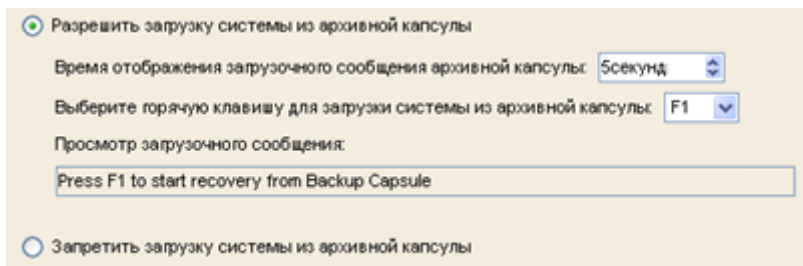 Разрешить загрузку системы из архивной капсулы
Время отображения загрузочного сообщения архивной капсулы: 5секунд
Выберите горячую клавишу для загрузки системы из архивной капсулы: F1
Просмотр загрузочного сообщения:
Press F1 to start recovery from Backup Capsule
Запретить загрузку системы из архивной капсулы